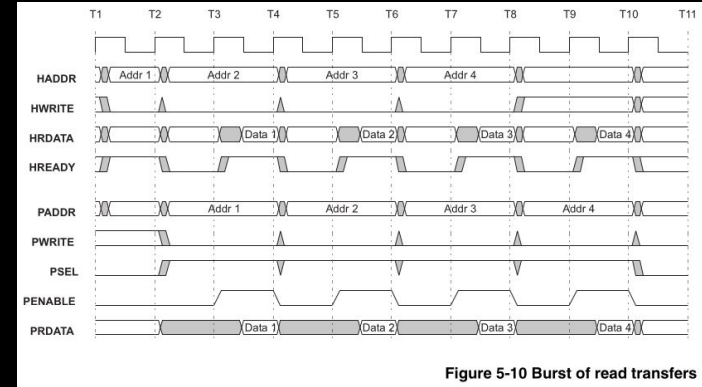 T1 T2 T3 T4 T5 T6 T7 T8 T9 T10 T11
HADDR Addr 1 Addr 2 Addr 3 Addr 4
HWRITE
HRDATA Data 1 Data 2 Data 3 Data 4
HREADY
PADDR Addr 1 Addr 2 Addr 3 Addr 4
PWRITE
PSEL
PENABLE
PRDATA Data 1 Data 2 Data 3 Data 4
Figure 5-10 Burst of read transfers